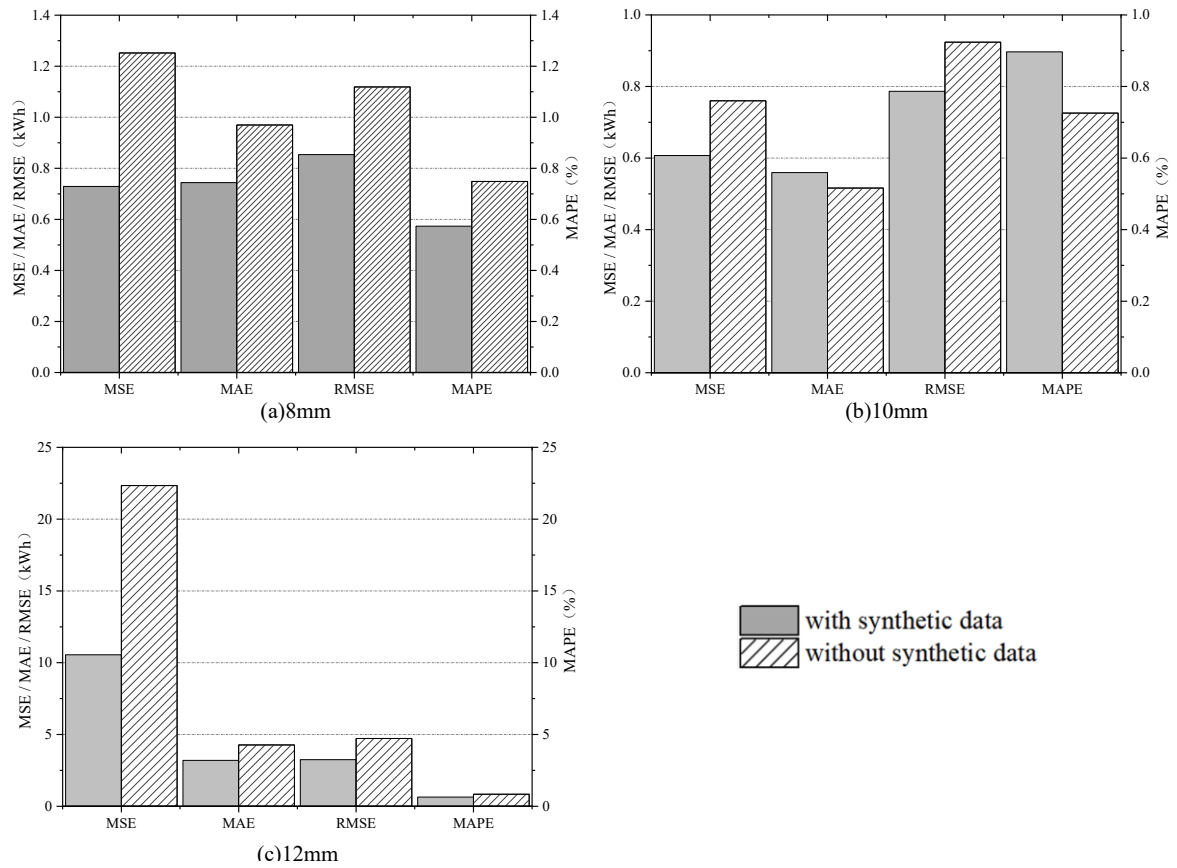 1.4
1.2
1.0
0.8
0.6
0.4
0.2
0.0
MSE / MAE / RMSE（kWh）
1.4
1.2
1.0
0.8
0.6
0.4
0.2
0.0
MAPE（%）
MSE MAE RMSE MAPE
(a)8mm
1.0
0.8
0.6
0.4
0.2
0.0
MSE / MAE / RMSE（kWh）
1.0
0.8
0.6
0.4
0.2
0.0
MAPE（%）
MSE MAE RMSE MAPE
(b)10mm
25
20
15
10
5
0
MSE / MAE / RMSE（kWh）
25
20
15
10
5
0
MAPE（%）
MSE MAE RMSE MAPE
(c)12mm
with synthetic data
without synthetic data